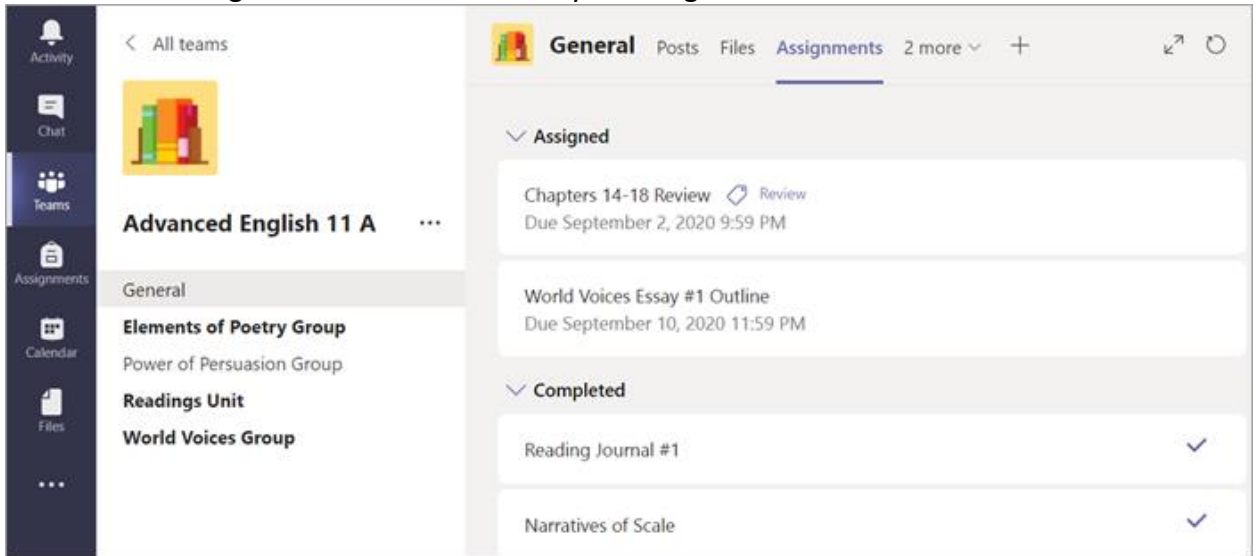 Activity
Chat
Teams
Assignments
Calendar
Files
< All teams
Advanced English 11 A ...
General
Elements of Poetry Group
Power of Persuasion Group
Readings Unit
World Voices Group
General Posts Files Assignments 2 more +
Assigned
Chapters 14-18 Review Review
Due September 2, 2020 9:59 PM
World Voices Essay #1 Outline
Due September 10, 2020 11:59 PM
Completed
Reading Journal #1
Narratives of Scale